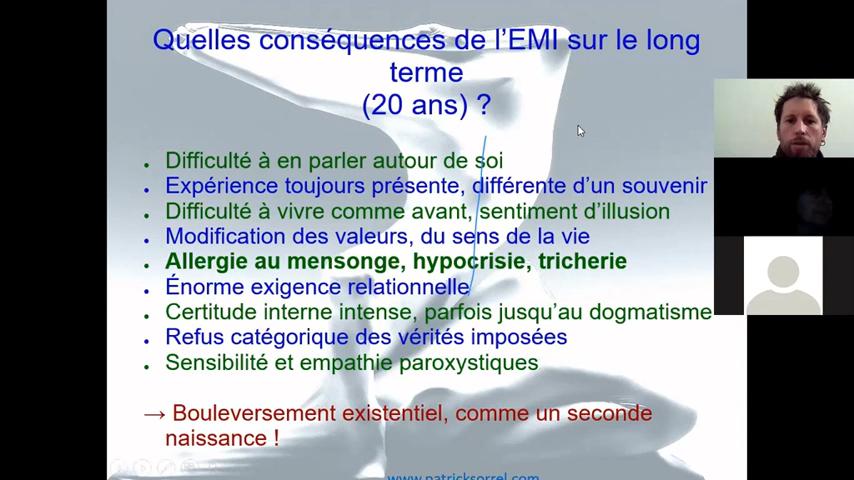 Quelles conséquences de l'EMI sur le long
terme
(20 ans) ?
Difficulté à en parler autour de soi
Expérience toujours présente, différente d'un souvenir
Difficulté à vivre comme avant, sentiment d'illusion
Modification des valeurs, du sens de la vie
Allergie au mensonge, hypocrisie, tricherie
Énorme exigence relationnelle
Certitude interne intense, parfois jusqu'au dogmatisme
Refus catégorique des vérités imposées
Sensibilité et empathie paroxystiques
→ Bouleversement existentiel, comme un seconde
naissance !
www.patricksorrel.com